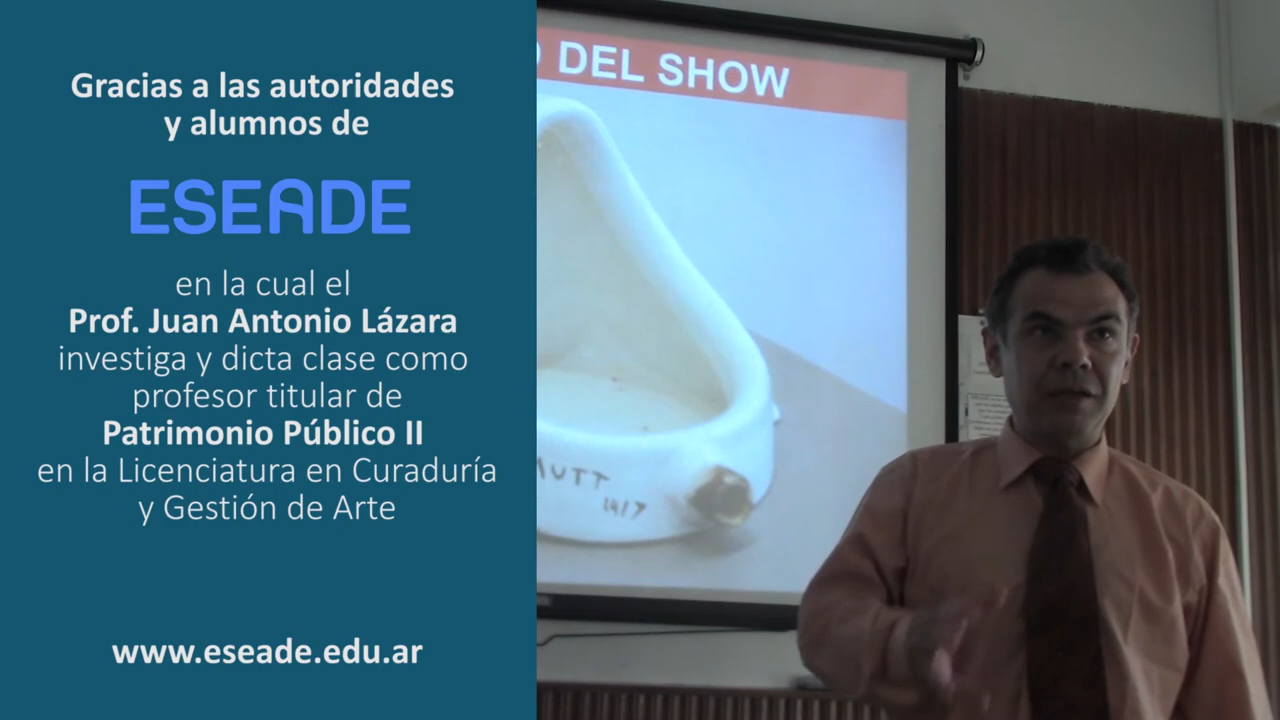 Gracias a las autoridades
y alumnos de
ESEADE
en la cual el
Prof. Juan Antonio Lázara
investiga y dicta clase como
profesor titular de
Patrimonio Público II
en la Licenciatura en Curaduría
y Gestión de Arte
www.eseade.edu.ar
DEL SHOW
MUTT
1917